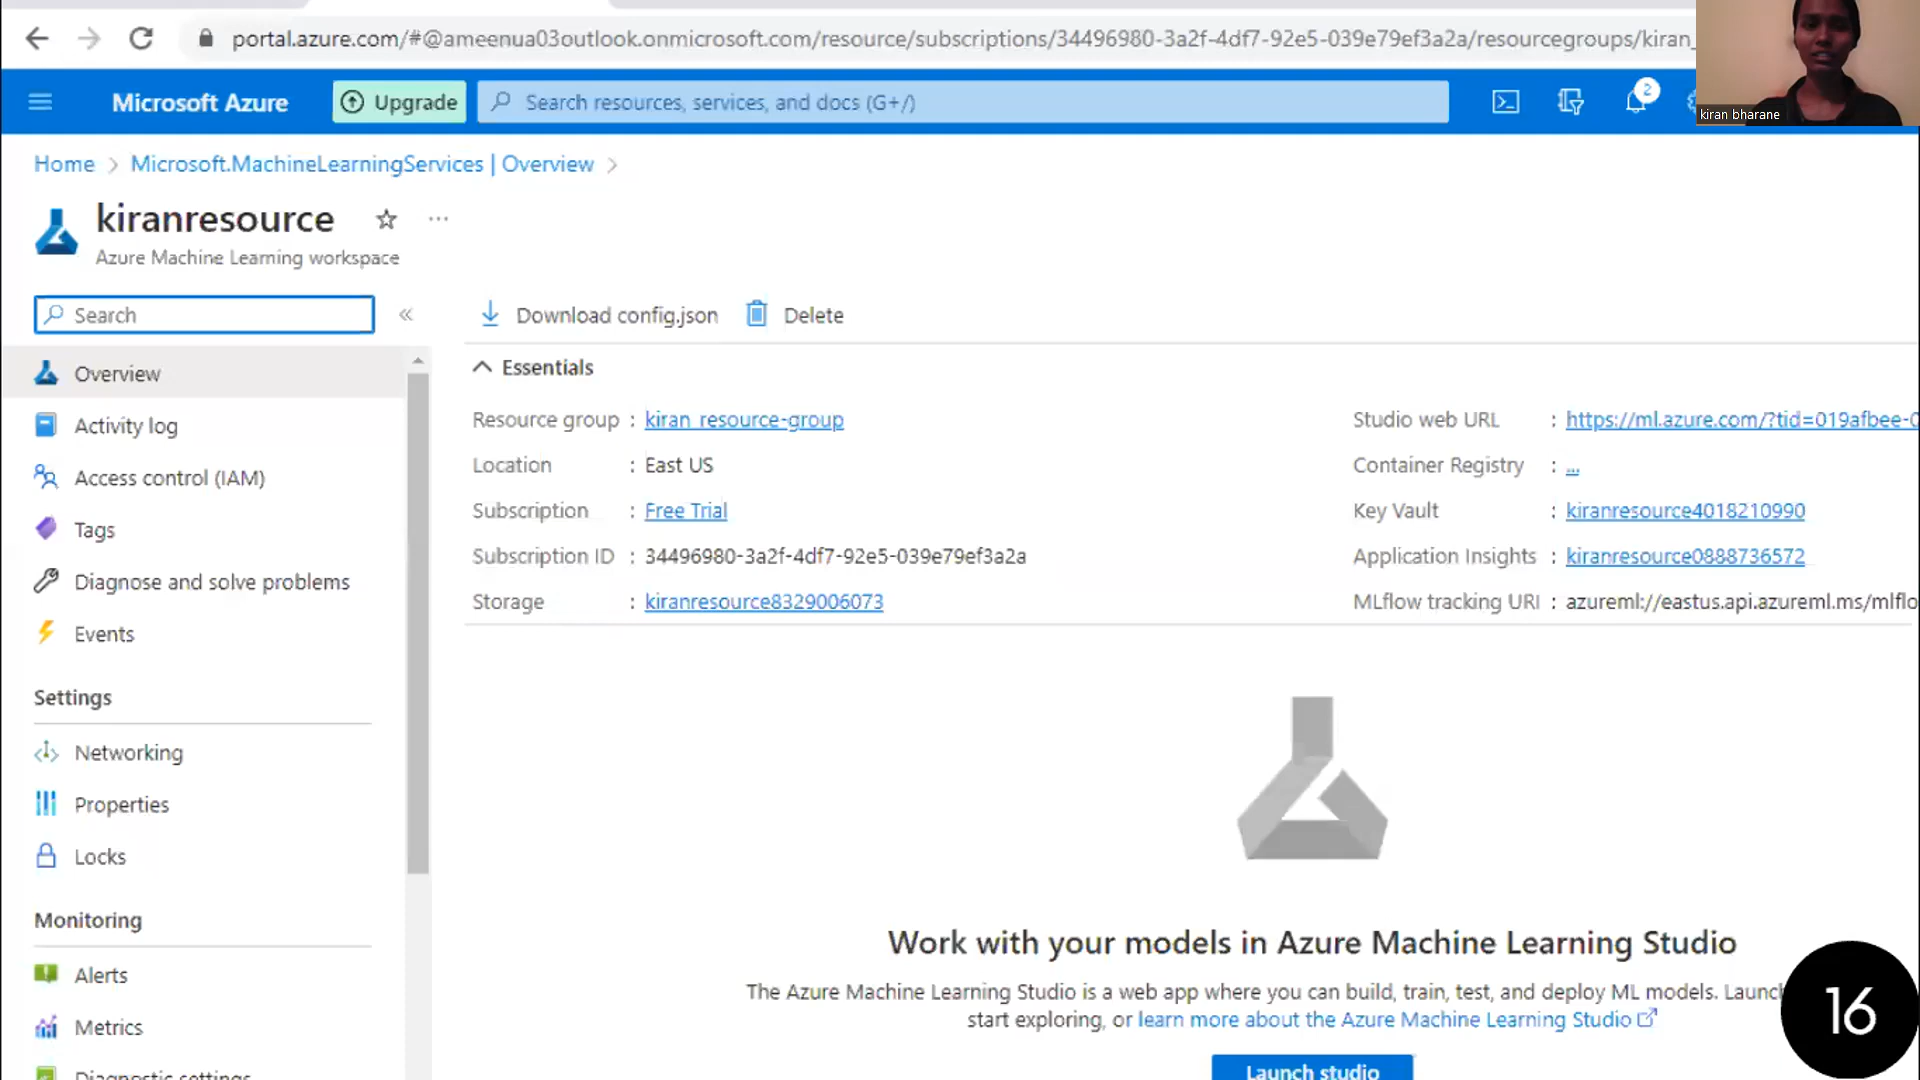 portal.azure.com/#@ameenua03outlook.onmicrosoft.com/resource/subscriptions/34496980-3a2f-4df7-92e5-039e79ef3a2a/resourcegroups/kiran_
Microsoft Azure
Upgrade
Search resources, services, and docs (G+/)
2
kiran bharane
Home > Microsoft.MachineLearningServices | Overview >
kiranresource
Azure Machine Learning workspace
Search
Download config.json
Delete
Overview
Activity log
Access control (IAM)
Tags
Diagnose and solve problems
Events
Settings
Networking
Properties
Locks
Monitoring
Alerts
Metrics
Diagnostic settings
Essentials
Resource group : kiran_resource-group
Location : East US
Subscription : Free Trial
Subscription ID : 34496980-3a2f-4df7-92e5-039e79ef3a2a
Storage : kiranresource8329006073
Studio web URL : https://ml.azure.com/?tid=019afbee-0
Container Registry : ...
Key Vault : kiranresource4018210990
Application Insights : kiranresource0888736572
MLflow tracking URI : azureml://eastus.api.azureml.ms/mlflo
Work with your models in Azure Machine Learning Studio
The Azure Machine Learning Studio is a web app where you can build, train, test, and deploy ML models. Launch
start exploring, or learn more about the Azure Machine Learning Studio
Launch studio
16